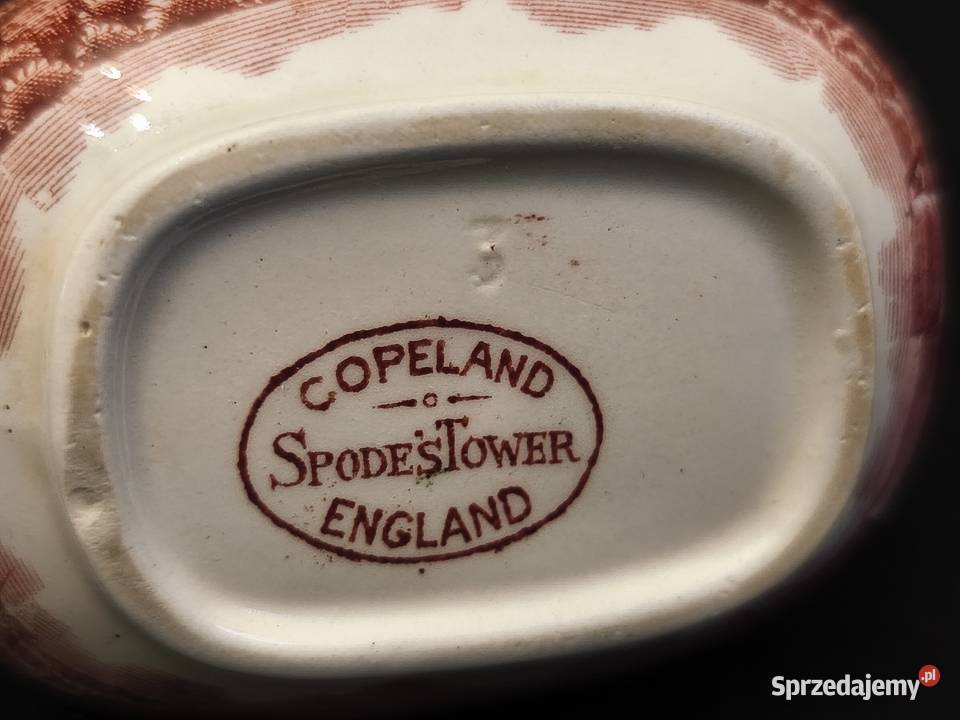 3
COPELAND
SPODE'S TOWER
ENGLAND
Sprzedajemy.pl